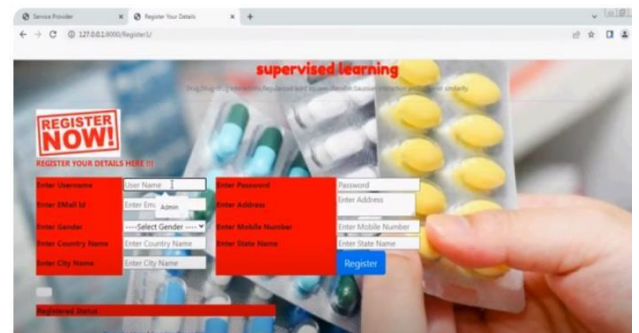 Service Provider
Register Your Details
127.0.0.1:8000/Register1/
supervised learning
REGISTER
NOW!
REGISTER YOUR DETAILS HERE !!!
Enter Username User Name Enter Password Password
Enter EMail Id Enter Admin Enter Address Enter Address
Enter Gender ----Select Gender ---- Enter Mobile Number Enter Mobile Number
Enter Country Name Enter Country Name Enter State Name Enter State Name
Enter City Name Enter City Name Register
Registered Status